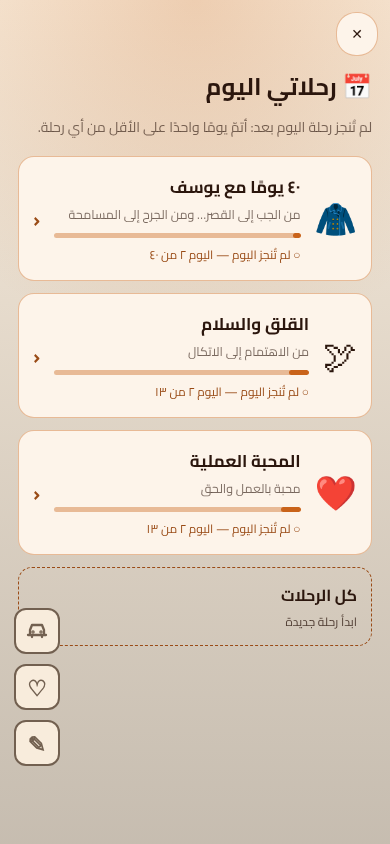 رحلاتي اليوم
لم تُنجز رحلة اليوم بعد: أتمّ يومًا واحدًا على الأقل من أي رحلة.
٤٠ يومًا مع يوسف
من الجب إلى القصر… ومن الجرح إلى المسامحة
○ لم تُنجز اليوم — اليوم ٢ من ٤٠
القلق والسلام
من الاهتمام إلى الاتكال
○ لم تُنجز اليوم — اليوم ٢ من ١٣
المحبة العملية
محبة بالعمل والحق
○ لم تُنجز اليوم — اليوم ٢ من ١٣
كل الرحلات
ابدأ رحلة جديدة